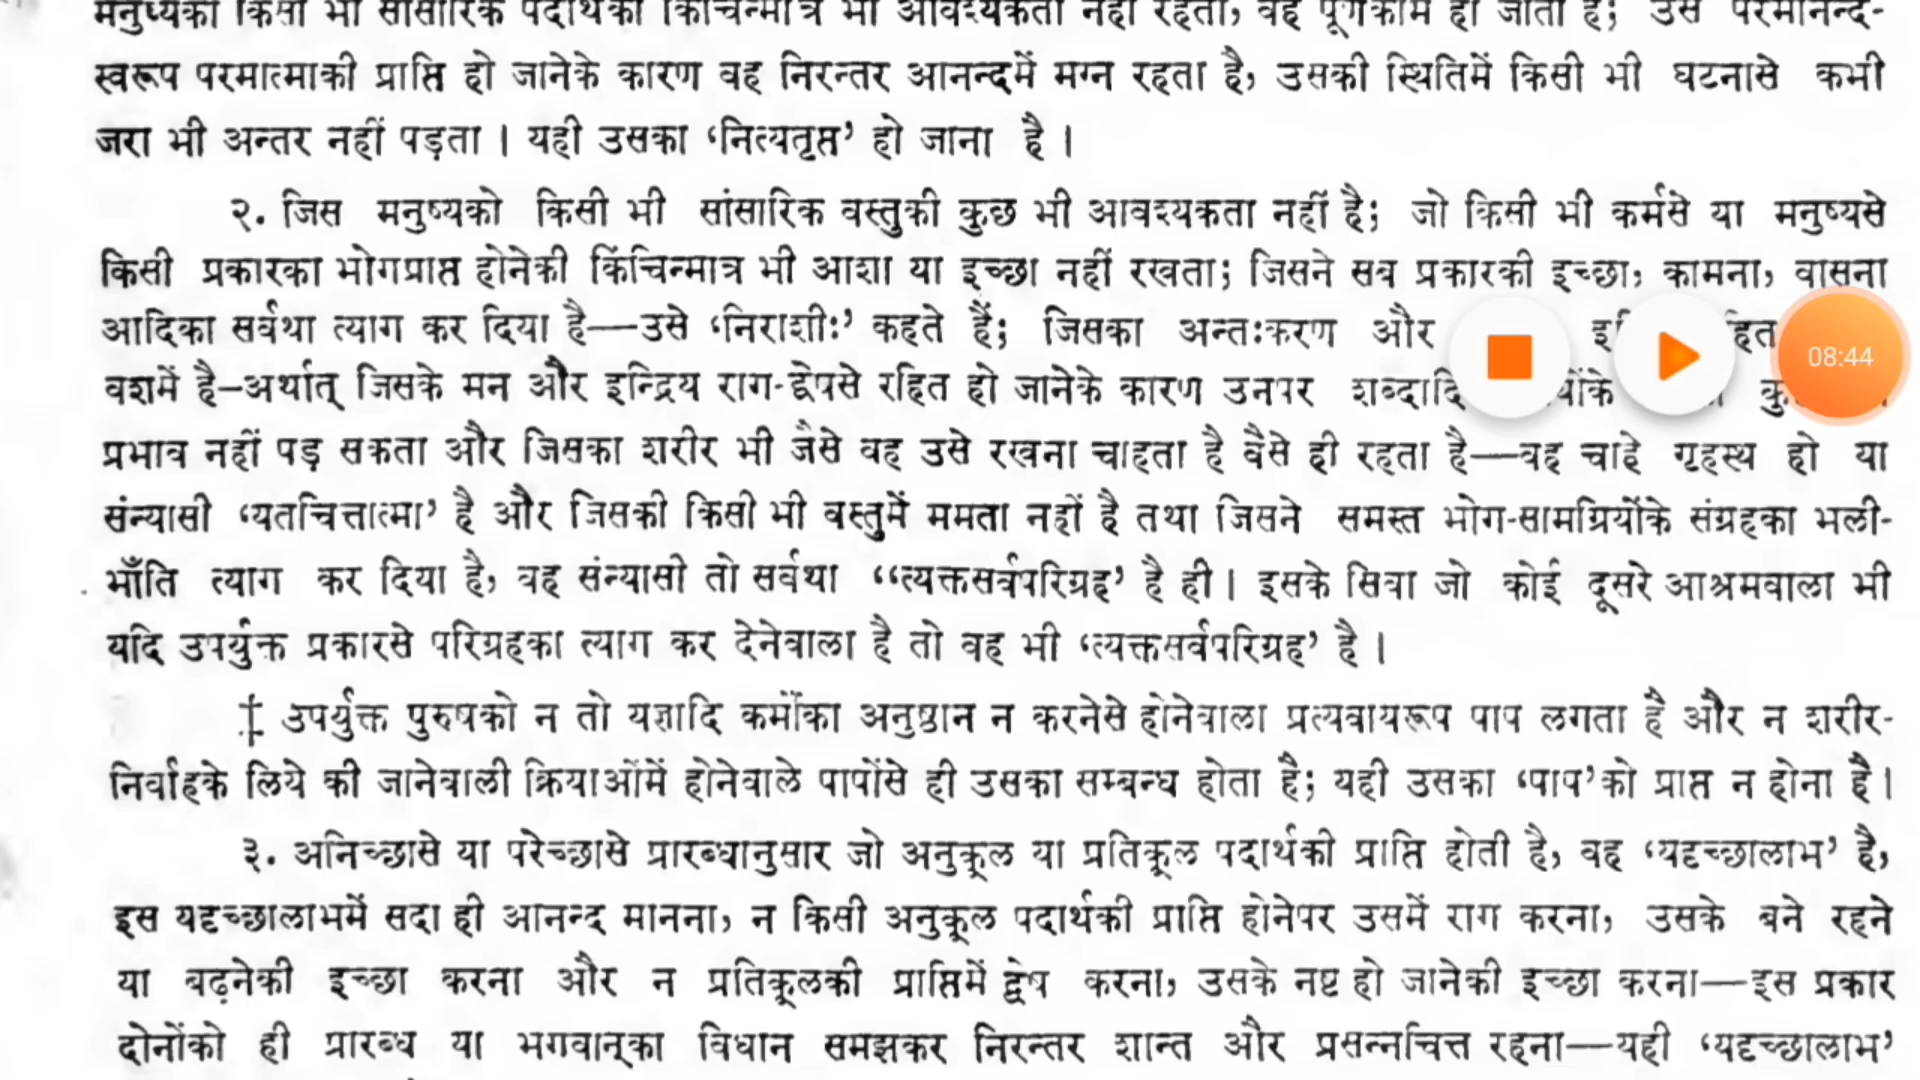 मनुष्यको किसी भी सांसारिक पदार्थकी किंचिन्मात्र भी आवश्यकता नहीं रहती, वह पूर्णकाम हो जाता है; उस परमानन्द-
स्वरूप परमात्माकी प्राप्ति हो जानेके कारण वह निरन्तर आनन्दमें मग्न रहता है, उसकी स्थितिमें किसी भी घटनासे कभी
जरा भी अन्तर नहीं पड़ता । यही उसका ‘नित्यतृप्त’ हो जाना है ।
२. जिस मनुष्यको किसी भी सांसारिक वस्तुकी कुछ भी आवश्यकता नहीं है; जो किसी भी कर्मसे या मनुष्यसे
किसी प्रकारका भोगप्राप्त होनेकी किंचिन्मात्र भी आशा या इच्छा नहीं रखता; जिसने सब प्रकारकी इच्छा, कामना, वासना
आदिका सर्वथा त्याग कर दिया है—उसे ‘निराशीः’ कहते हैं; जिसका अन्तःकरण और
08:44
वशमें है–अर्थात् जिसके मन और इन्द्रिय राग-द्वेषसे रहित हो जानेके कारण उनपर
प्रभाव नहीं पड़ सकता और जिसका शरीर भी जैसे वह उसे रखना चाहता है वैसे ही रहता है—वह चाहे गृहस्थ हो या
संन्यासी ‘यतचित्तात्मा’ है और जिसकी किसी भी वस्तुमें ममता नहीं है तथा जिसने समस्त भोग-सामग्रियोंके संग्रहका भली-
भाँति त्याग कर दिया है, वह संन्यासी तो सर्वथा ‘‘त्यक्तसर्वपरिग्रह’ है ही । इसके सिवा जो कोई दूसरे आश्रमवाला भी
यदि उपर्युक्त प्रकारसे परिग्रहका त्याग कर देनेवाला है तो वह भी ‘त्यक्तसर्वपरिग्रह’ है ।
‡ उपर्युक्त पुरुषको न तो यज्ञादि कर्मोंका अनुष्ठान न करनेसे होनेवाला प्रत्यवायरूप पाप लगता है और न शरीर-
निर्वाहके लिये की जानेवाली क्रियाओंमें होनेवाले पापोंसे ही उसका सम्बन्ध होता है; यही उसका ‘पाप’को प्राप्त न होना है ।
३. अनिच्छासे या परेच्छासे प्रारब्धानुसार जो अनुकूल या प्रतिकूल पदार्थकी प्राप्ति होती है, वह ‘यदृच्छालाभ’ है,
इस यदृच्छालाभमें सदा ही आनन्द मानना, न किसी अनुकूल पदार्थकी प्राप्ति होनेपर उसमें राग करना, उसके बने रहने
या बढ़नेकी इच्छा करना और न प्रतिकूलकी प्राप्तिमें द्वेष करना, उसके नष्ट हो जानेकी इच्छा करना—इस प्रकार
दोनोंको ही प्रारब्ध या भगवान्‌का विधान समझकर निरन्तर शान्त और प्रसन्नचित्त रहना—यही ‘यदृच्छालाभ’